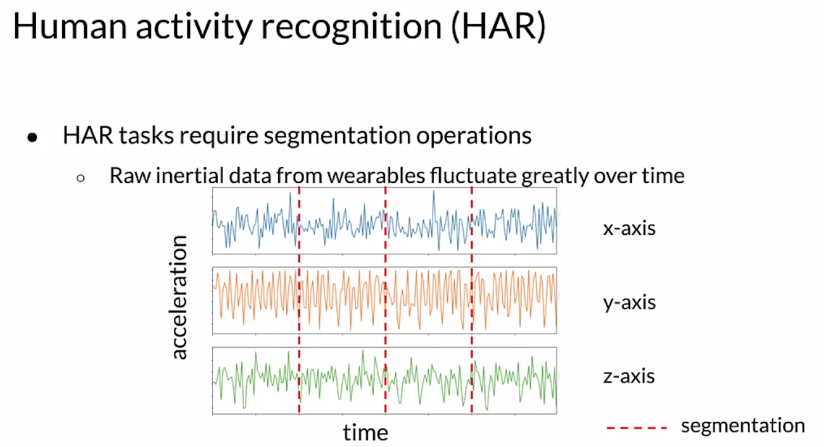 Human activity recognition (HAR)
● HAR tasks require segmentation operations
○ Raw inertial data from wearables fluctuate greatly over time
x-axis
acceleration
y-axis
z-axis
time
segmentation